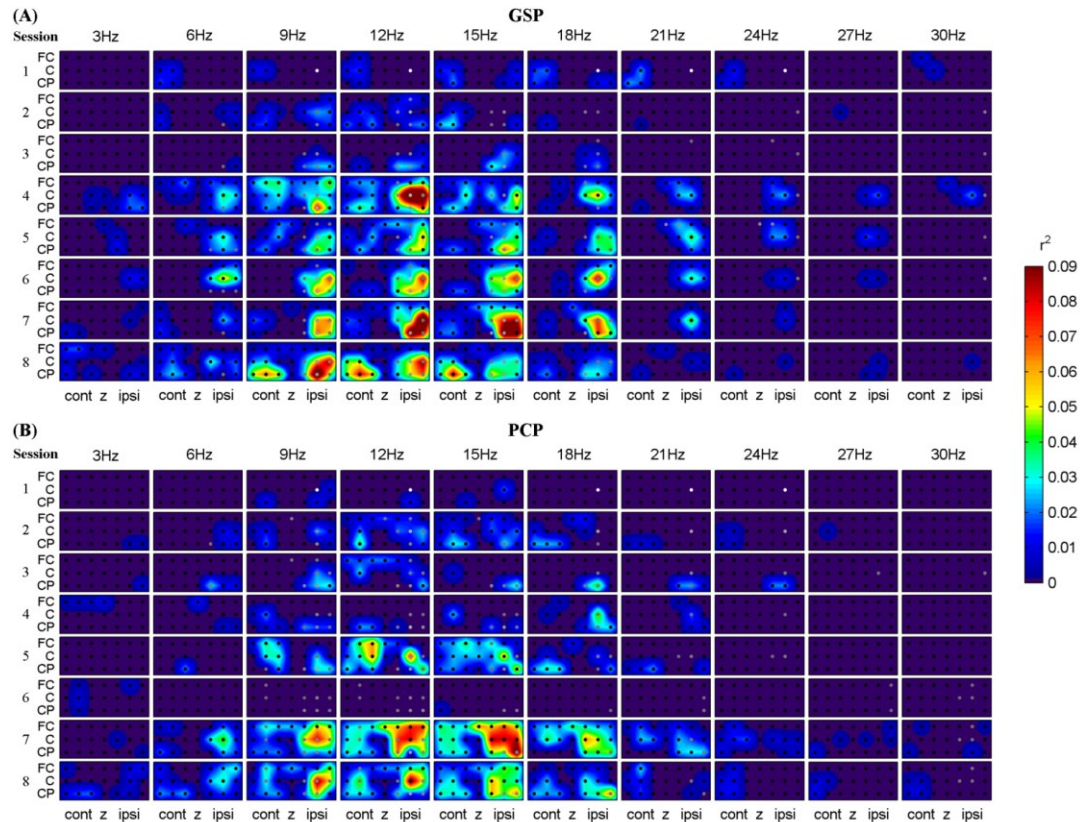 (A) GSP
Session 3Hz 6Hz 9Hz 12Hz 15Hz 18Hz 21Hz 24Hz 27Hz 30Hz
FC
1 C
CP
FC
2 C
CP
FC
3 C
CP
FC
4 C
CP
FC
5 C
CP
FC
6 C
CP
FC
7 C
CP
FC
8 C
CP
cont z ipsi cont z ipsi cont z ipsi cont z ipsi cont z ipsi cont z ipsi cont z ipsi cont z ipsi cont z ipsi cont z ipsi
(B) PCP
Session 3Hz 6Hz 9Hz 12Hz 15Hz 18Hz 21Hz 24Hz 27Hz 30Hz
FC
1 C
CP
FC
2 C
CP
FC
3 C
CP
FC
4 C
CP
FC
5 C
CP
FC
6 C
CP
FC
7 C
CP
FC
8 C
CP
cont z ipsi cont z ipsi cont z ipsi cont z ipsi cont z ipsi cont z ipsi cont z ipsi cont z ipsi cont z ipsi cont z ipsi
r²
0.09
0.08
0.07
0.06
0.05
0.04
0.03
0.02
0.01
0